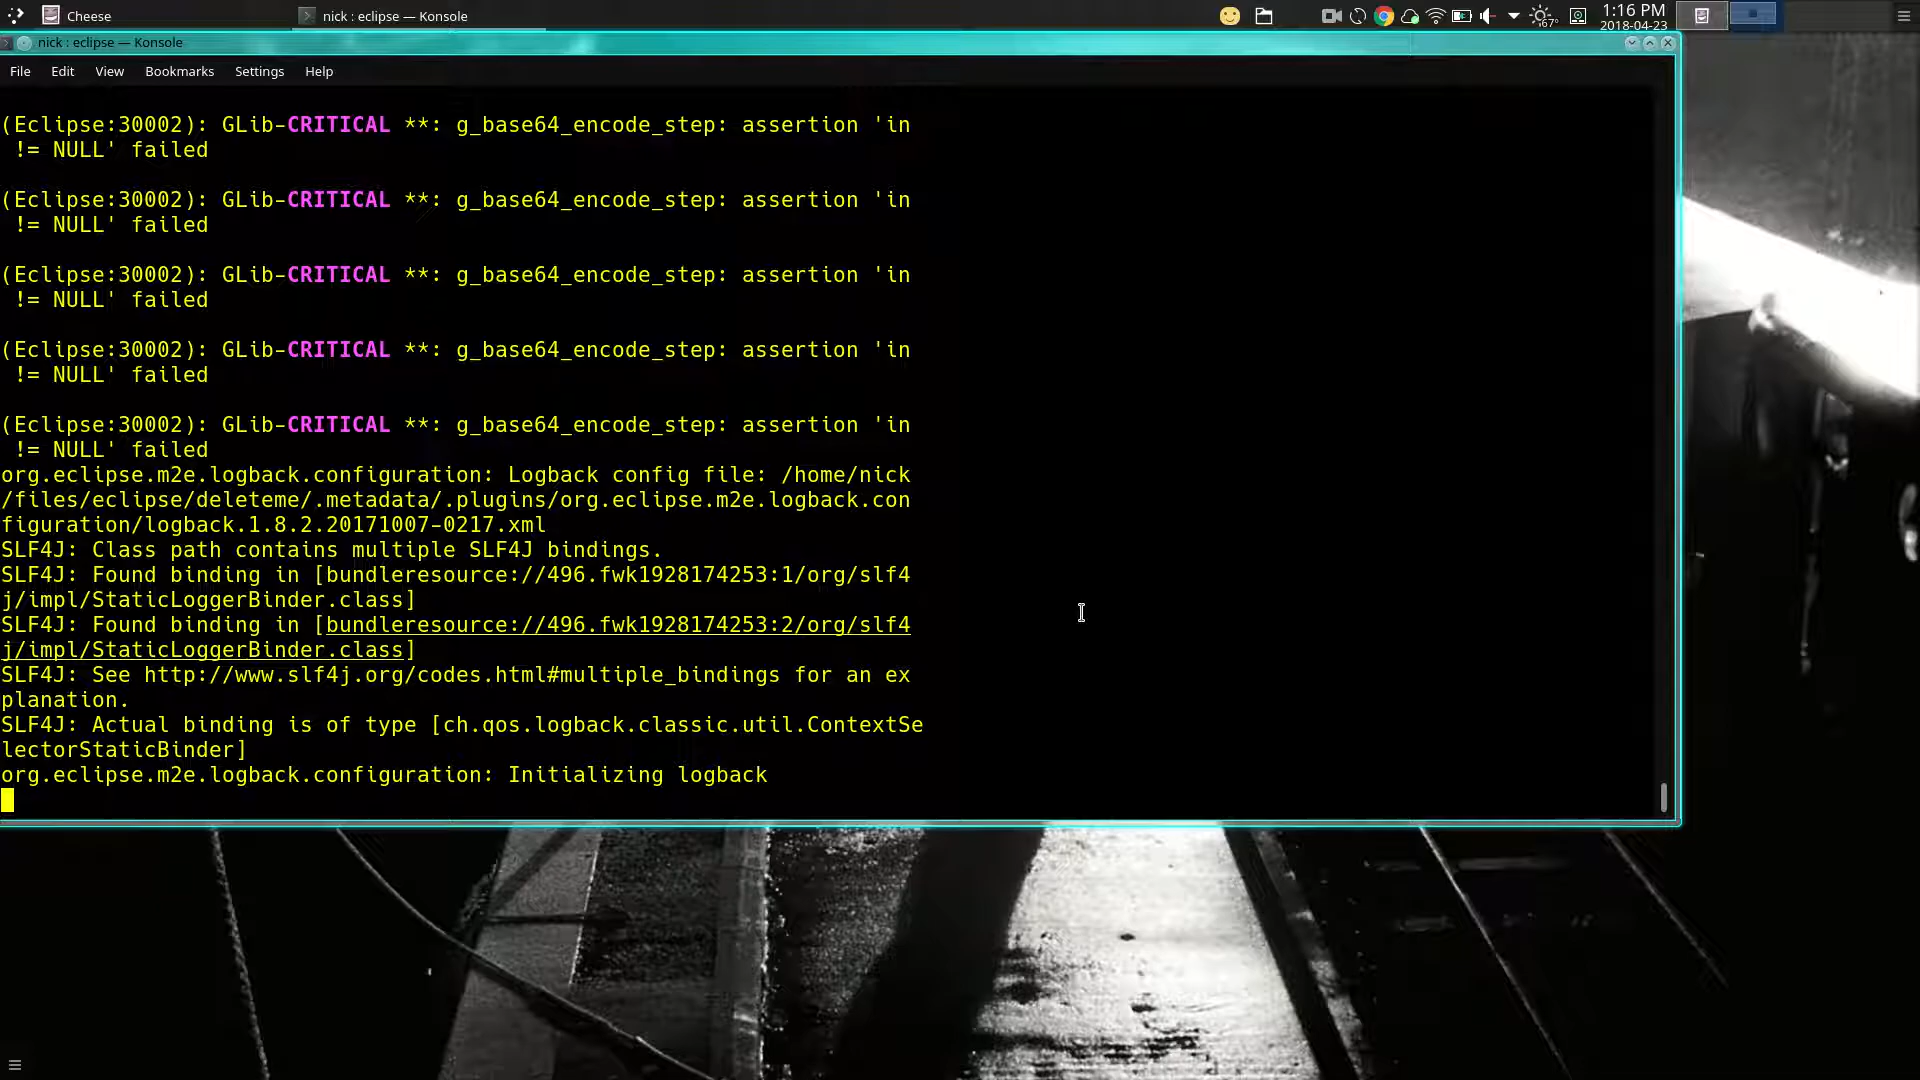 Cheese
nick : eclipse — Konsole
67°
1:16 PM
2018-04-23
nick : eclipse — Konsole
File Edit View Bookmarks Settings Help
(Eclipse:30002): GLib-CRITICAL **: g_base64_encode_step: assertion 'in
!= NULL' failed
(Eclipse:30002): GLib-CRITICAL **: g_base64_encode_step: assertion 'in
!= NULL' failed
(Eclipse:30002): GLib-CRITICAL **: g_base64_encode_step: assertion 'in
!= NULL' failed
(Eclipse:30002): GLib-CRITICAL **: g_base64_encode_step: assertion 'in
!= NULL' failed
(Eclipse:30002): GLib-CRITICAL **: g_base64_encode_step: assertion 'in
!= NULL' failed
org.eclipse.m2e.logback.configuration: Logback config file: /home/nick
/files/eclipse/deleteme/.metadata/.plugins/org.eclipse.m2e.logback.con
figuration/logback.1.8.2.20171007-0217.xml
SLF4J: Class path contains multiple SLF4J bindings.
SLF4J: Found binding in [bundleresource://496.fwk1928174253:1/org/slf4
j/impl/StaticLoggerBinder.class]
SLF4J: Found binding in [bundleresource://496.fwk1928174253:2/org/slf4
j/impl/StaticLoggerBinder.class]
SLF4J: See http://www.slf4j.org/codes.html#multiple_bindings for an ex
planation.
SLF4J: Actual binding is of type [ch.qos.logback.classic.util.ContextSe
lectorStaticBinder]
org.eclipse.m2e.logback.configuration: Initializing logback